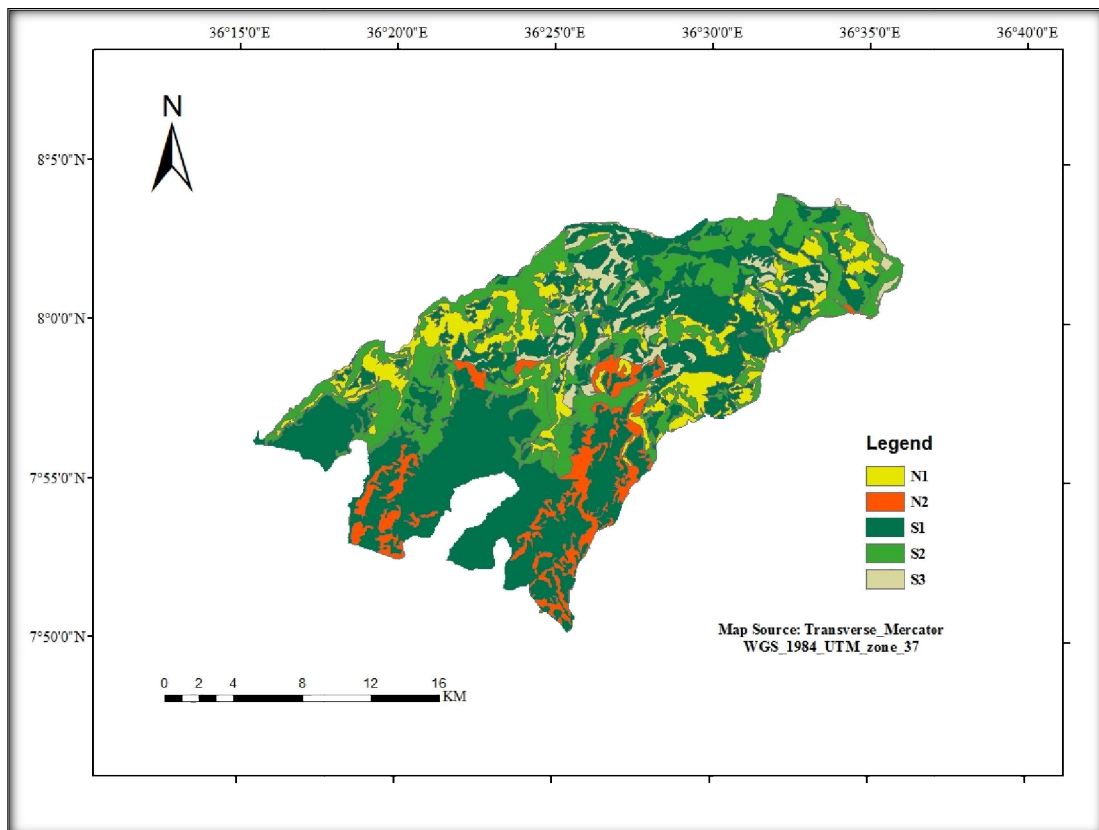 36°15'0"E 36°20'0"E 36°25'0"E 36°30'0"E 36°35'0"E 36°40'0"E
N
8°5'0"N
8°0'0"N
7°55'0"N
7°50'0"N
Legend
N1
N2
S1
S2
S3
Map Source: Transverse_Mercator
WGS_1984_UTM_zone_37
0 2 4 8 12 16
KM